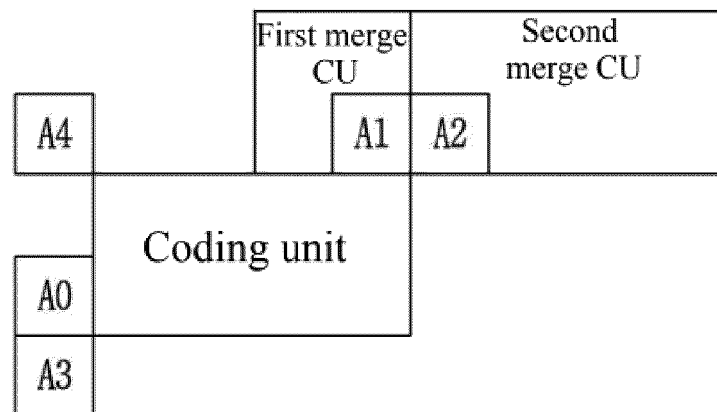 First merge
CU
Second
merge CU
A4
A1
A2
Coding unit
A0
A3